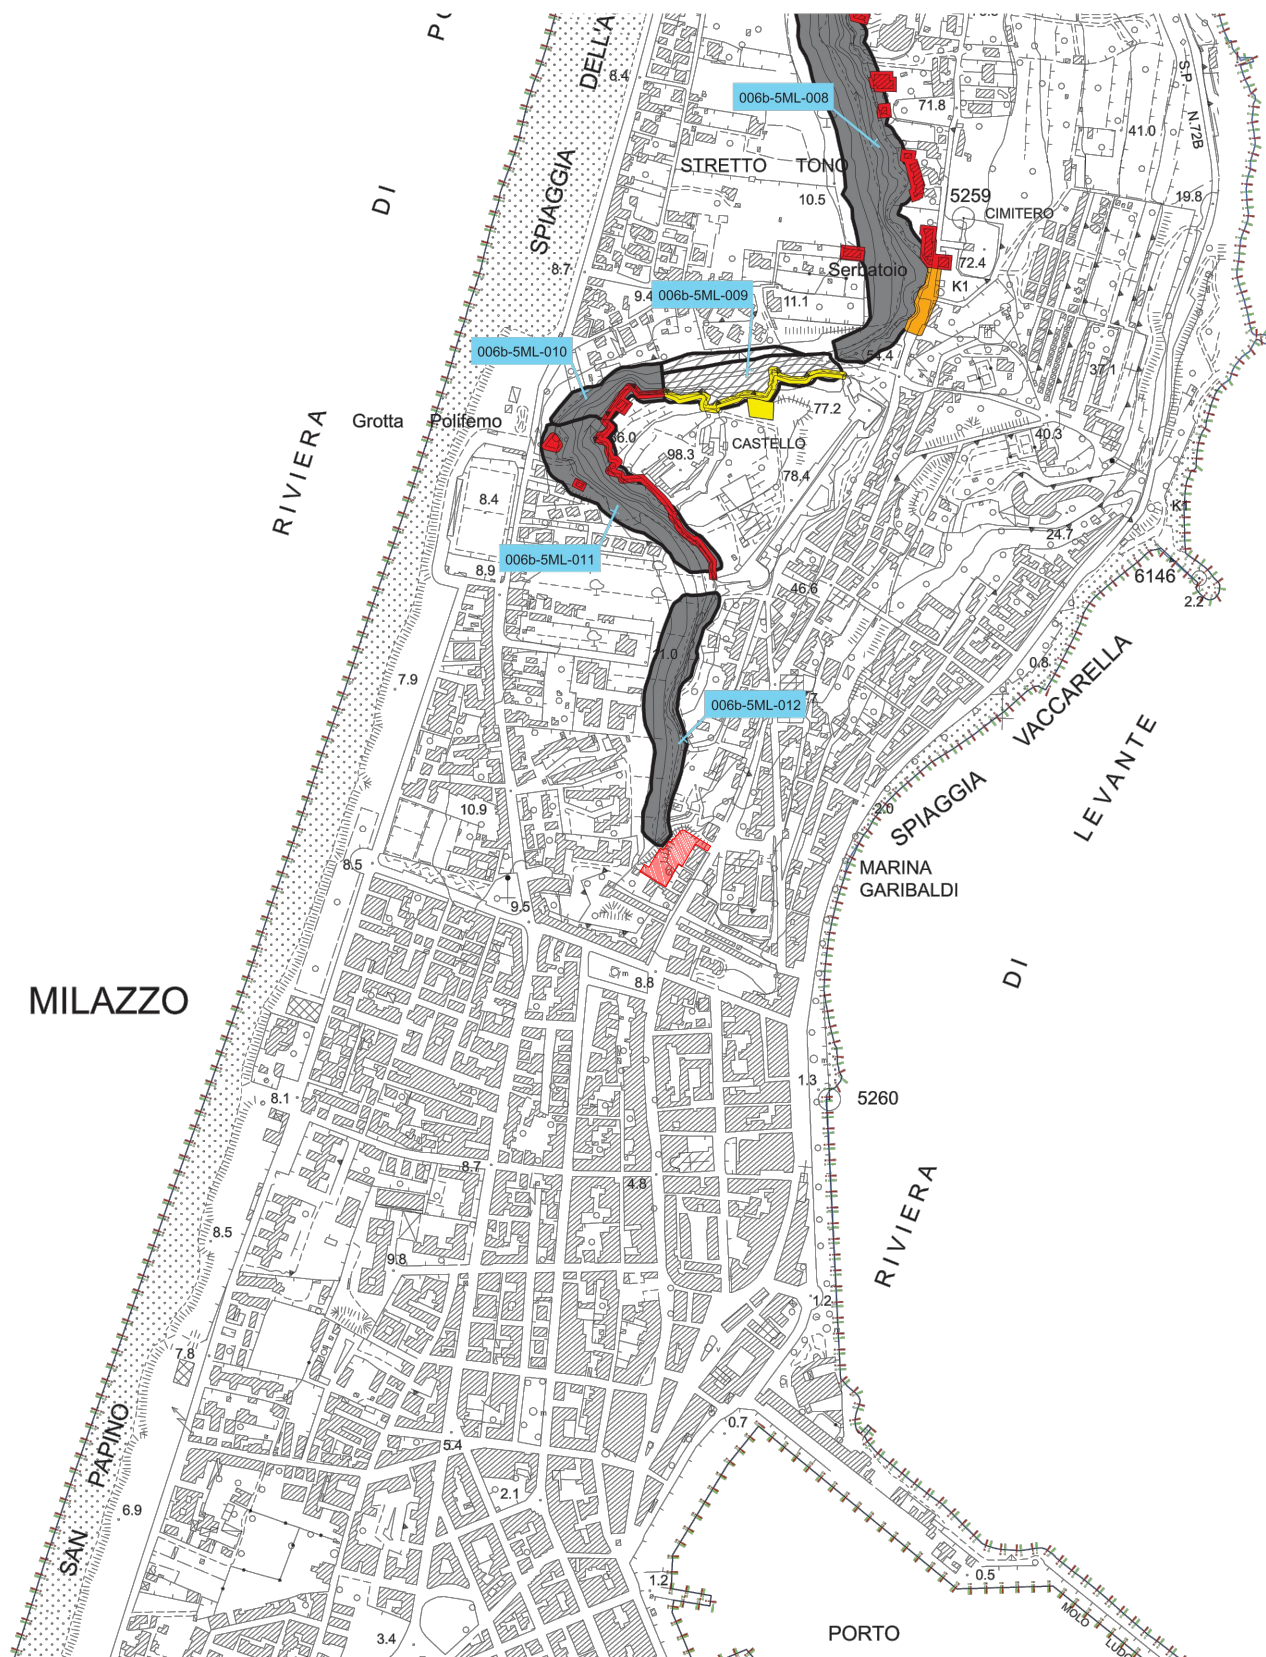 DI
SPIAGGIA
DELL'A
8.4
006b-5ML-008
71.8
41.0
S.P
N.72B
STRETTO TONO
10.5
5259
CIMITERO
19.8
8.7
Serbatoio
72.4
K1
9.4
006b-5ML-009
11.1
006b-5ML-010
54.4
37.1
Grotta Polifemo
77.2
RIVIERA
CASTELLO
40.3
98.3
78.4
8.4
K1
24.7
006b-5ML-011
8.9
46.6
6146
2.2
0.8
7.9
VACCARELLA
006b-5ML-012
SPIAGGIA
LEVANTE
10.9
2.0
8.5
MARINA
GARIBALDI
9.5
DI
8.8
MILAZZO
1.3
5260
8.1
8.7
4.8
RIVIERA
8.5
9.8
1.2
7.8
SAN PAPINO
0.7
5.4
2.1
6.9
0.5
1.2
MOLO
3.4
PORTO